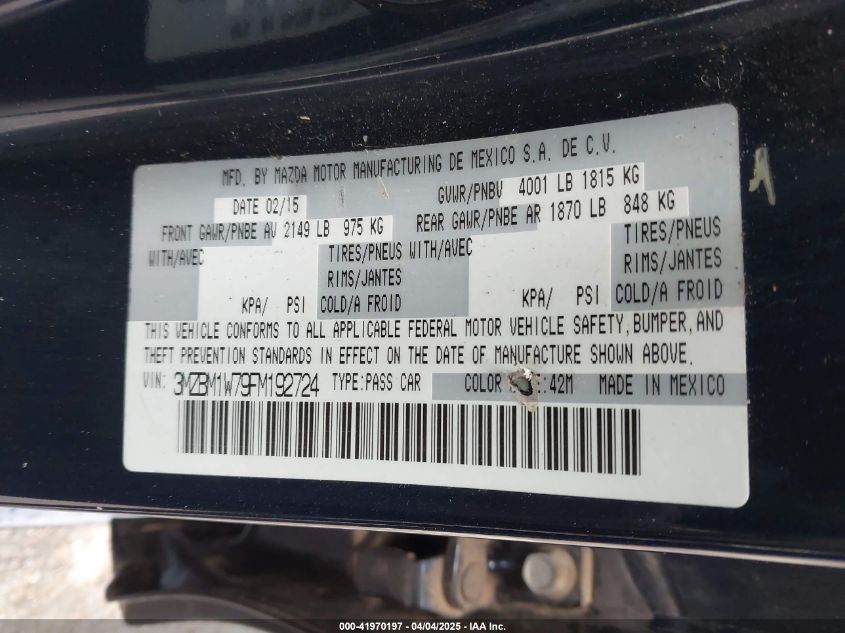 MFD. BY MAZDA MOTOR MANUFACTURING DE MEXICO S.A. DE C.V.
DATE 02/15 GVWR/PNBV 4001 LB 1815 KG
FRONT GAWR/PNBE AV 2149 LB 975 KG REAR GAWR/PNBE AR 1870 LB 848 KG
WITH/AVEC TIRES/PNEUS WITH/AVEC TIRES/PNEUS
RIMS/JANTES RIMS/JANTES
KPA/ PSI COLD/A FROID KPA/ PSI COLD/A FROID
THIS VEHICLE CONFORMS TO ALL APPLICABLE FEDERAL MOTOR VEHICLE SAFETY, BUMPER, AND
THEFT PREVENTION STANDARDS IN EFFECT ON THE DATE OF MANUFACTURE SHOWN ABOVE.
VIN: 3MZBM1W79FM192724 TYPE:PASS CAR COLOR :42M MADE IN MEXICO
000-41970197 - 04/04/2025 - IAA Inc.